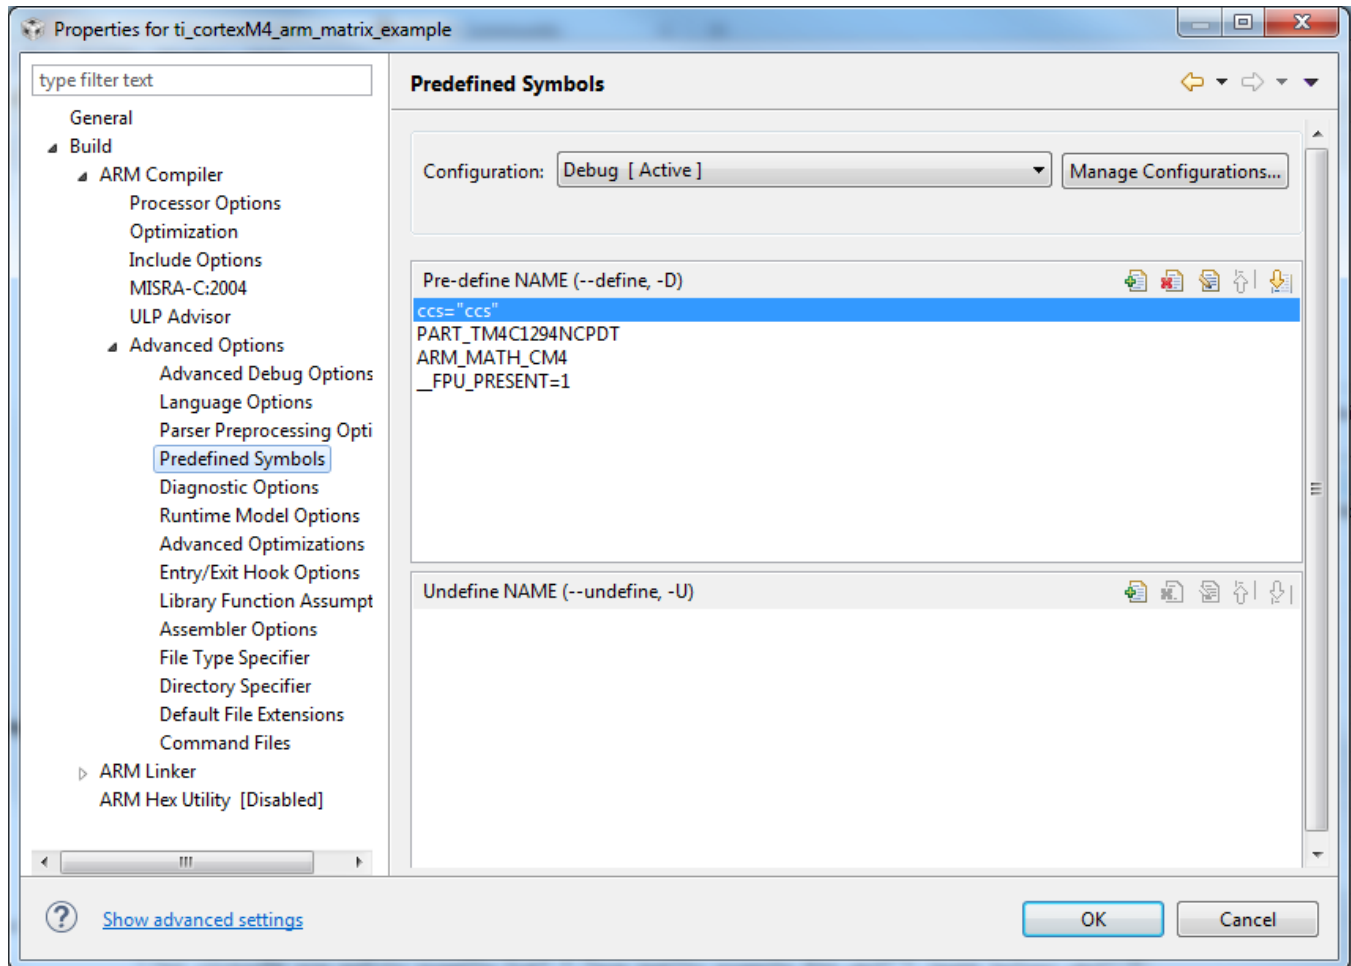 Properties for ti_cortexM4_arm_matrix_example
type filter text
General
Build
ARM Compiler
Processor Options
Optimization
Include Options
MISRA-C:2004
ULP Advisor
Advanced Options
Advanced Debug Options
Language Options
Parser Preprocessing Opti
Predefined Symbols
Diagnostic Options
Runtime Model Options
Advanced Optimizations
Entry/Exit Hook Options
Library Function Assumpt
Assembler Options
File Type Specifier
Directory Specifier
Default File Extensions
Command Files
ARM Linker
ARM Hex Utility [Disabled]
Predefined Symbols
Configuration: Debug [ Active ] Manage Configurations...
Pre-define NAME (--define, -D)
ccs="ccs"
PART_TM4C1294NCPDT
ARM_MATH_CM4
__FPU_PRESENT=1
Undefine NAME (--undefine, -U)
Show advanced settings
OK Cancel